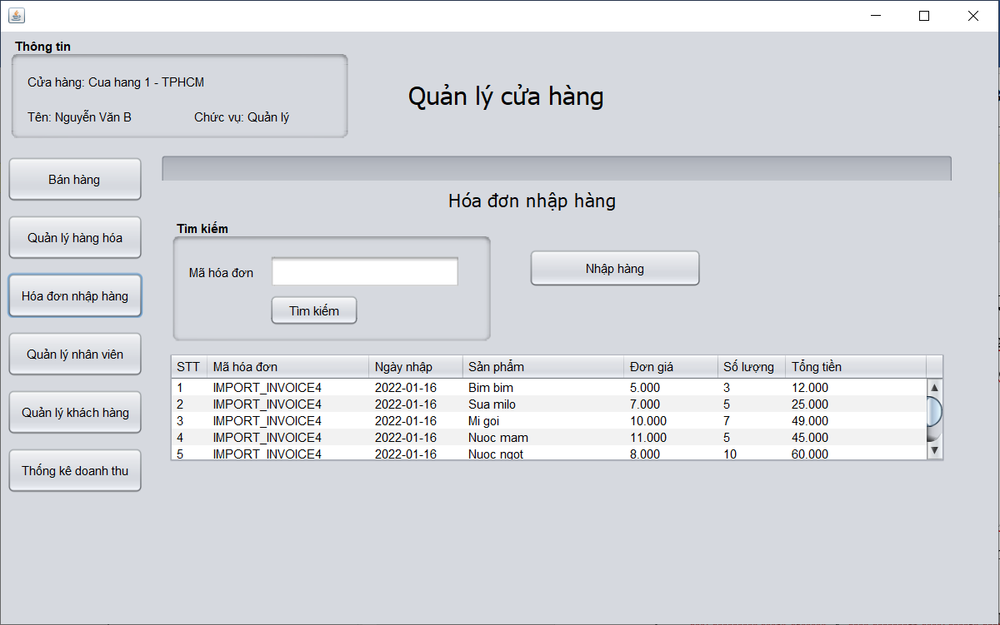 Thông tin
Cửa hàng: Cua hang 1 - TPHCM
Tên: Nguyễn Văn B Chức vụ: Quản lý
Quản lý cửa hàng
Bán hàng
Quản lý hàng hóa
Hóa đơn nhập hàng
Quản lý nhân viên
Quản lý khách hàng
Thống kê doanh thu
Hóa đơn nhập hàng
Tìm kiếm
Mã hóa đơn
Tìm kiếm
Nhập hàng
STT Mã hóa đơn Ngày nhập Sản phẩm Đơn giá Số lượng Tổng tiền
1 IMPORT_INVOICE4 2022-01-16 Bim bim 5.000 3 12.000
2 IMPORT_INVOICE4 2022-01-16 Sua milo 7.000 5 25.000
3 IMPORT_INVOICE4 2022-01-16 Mi goi 10.000 7 49.000
4 IMPORT_INVOICE4 2022-01-16 Nuoc mam 11.000 5 45.000
5 IMPORT_INVOICE4 2022-01-16 Nuoc ngot 8.000 10 60.000